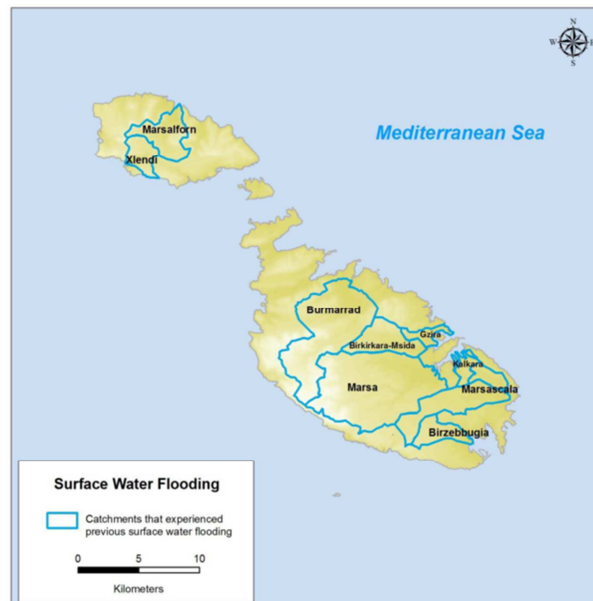 N
W E
S
Mediterranean Sea
Marsalforn
Xlendi
Burmarrad
Gzira
Birkirkara-Msida
Kalkara
Marsa
Marsascala
Birzebbugia
Surface Water Flooding
Catchments that experienced
previous surface water flooding
0 5 10
Kilometers